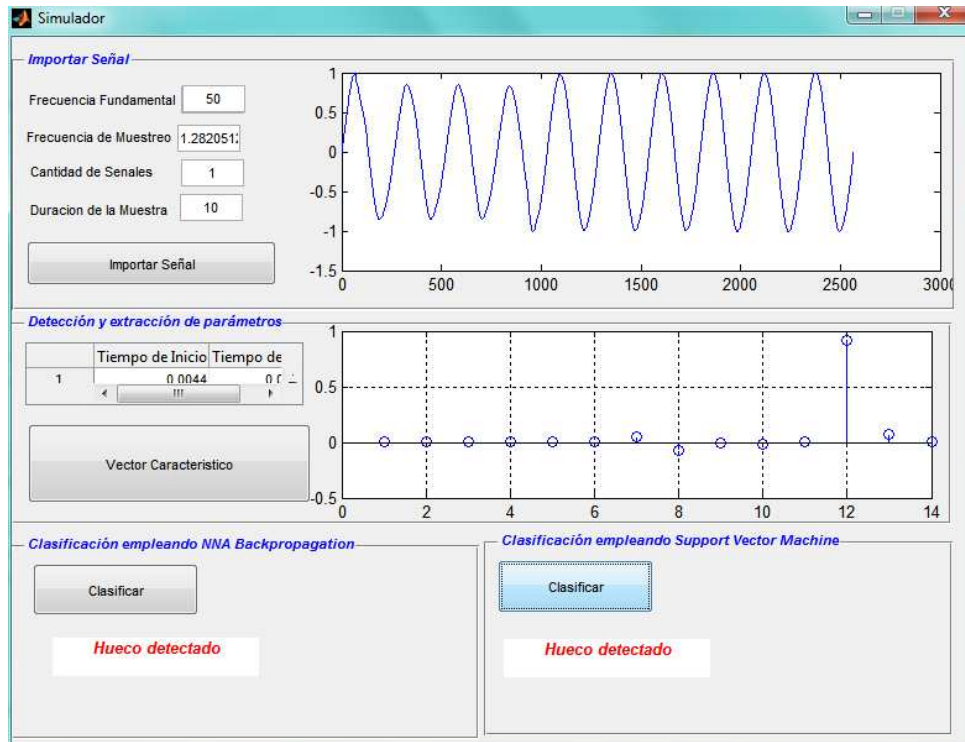 Simulador
Importar Señal
Frecuencia Fundamental 50
Frecuencia de Muestreo 1.2820512
Cantidad de Senales 1
Duracion de la Muestra 10
Importar Señal
1
0.5
0
-0.5
-1
-1.5
0 500 1000 1500 2000 2500 3000
Detección y extracción de parámetros
Tiempo de Inicio Tiempo de
1 0.0044
Vector Caracteristico
1
0.5
0
-0.5
0 2 4 6 8 10 12 14
Clasificación empleando NNA Backpropagation
Clasificar
Hueco detectado
Clasificación empleando Support Vector Machine
Clasificar
Hueco detectado